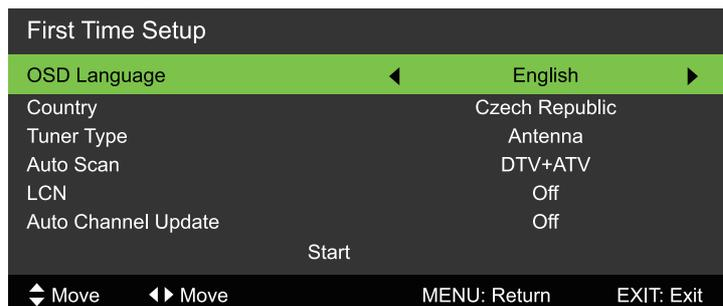 First Time Setup
OSD Language English
Country Czech Republic
Tuner Type Antenna
Auto Scan DTV+ATV
LCN Off
Auto Channel Update Off
Start
Move Move MENU: Return EXIT: Exit